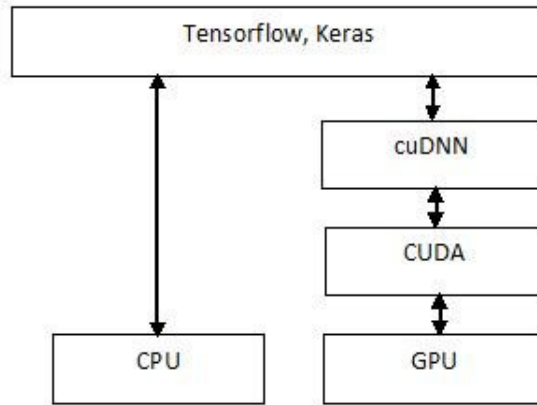 Tensorflow, Keras
cuDNN
CUDA
CPU
GPU